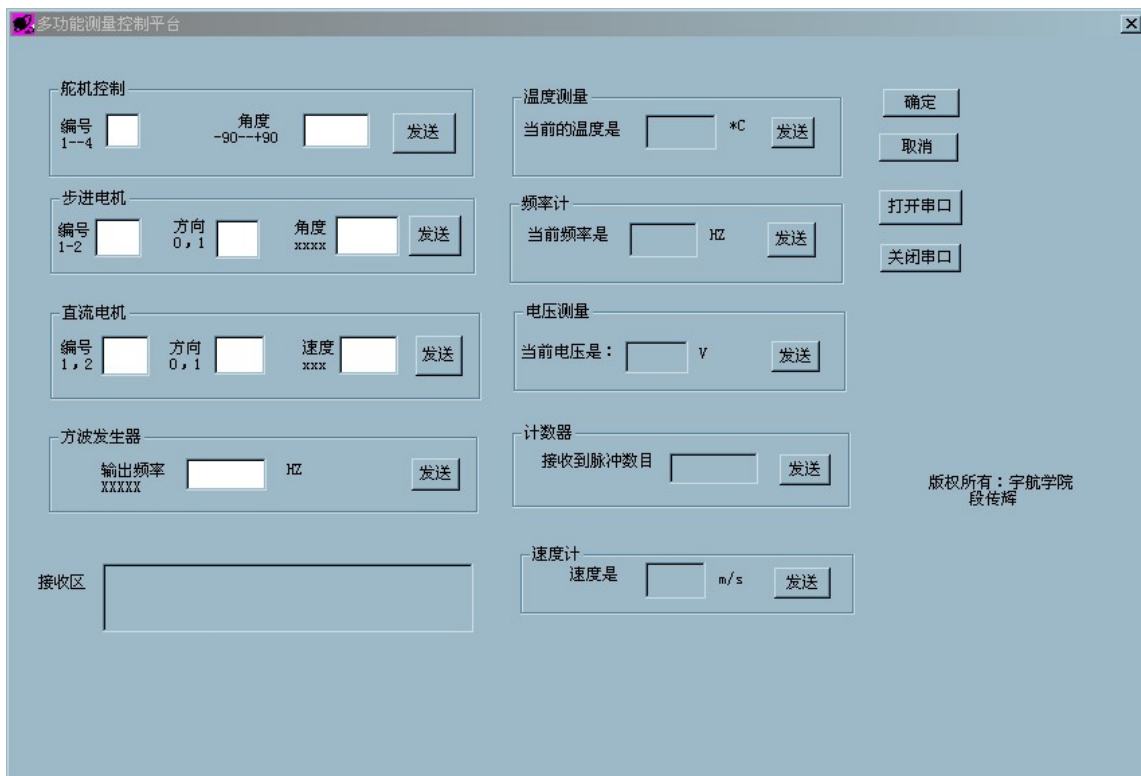 多功能测量控制平台
舵机控制
编号
1--4
角度
-90--+90
发送
步进电机
编号
1-2
方向
0,1
角度
xxxx
发送
直流电机
编号
1,2
方向
0,1
速度
xxx
发送
方波发生器
输出频率
XXXXX
HZ
发送
接收区
温度测量
当前的温度是
*C
发送
频率计
当前频率是
HZ
发送
电压测量
当前电压是：
V
发送
计数器
接收到脉冲数目
发送
速度计
速度是
m/s
发送
确定
取消
打开串口
关闭串口
版权所有：宇航学院
段传辉